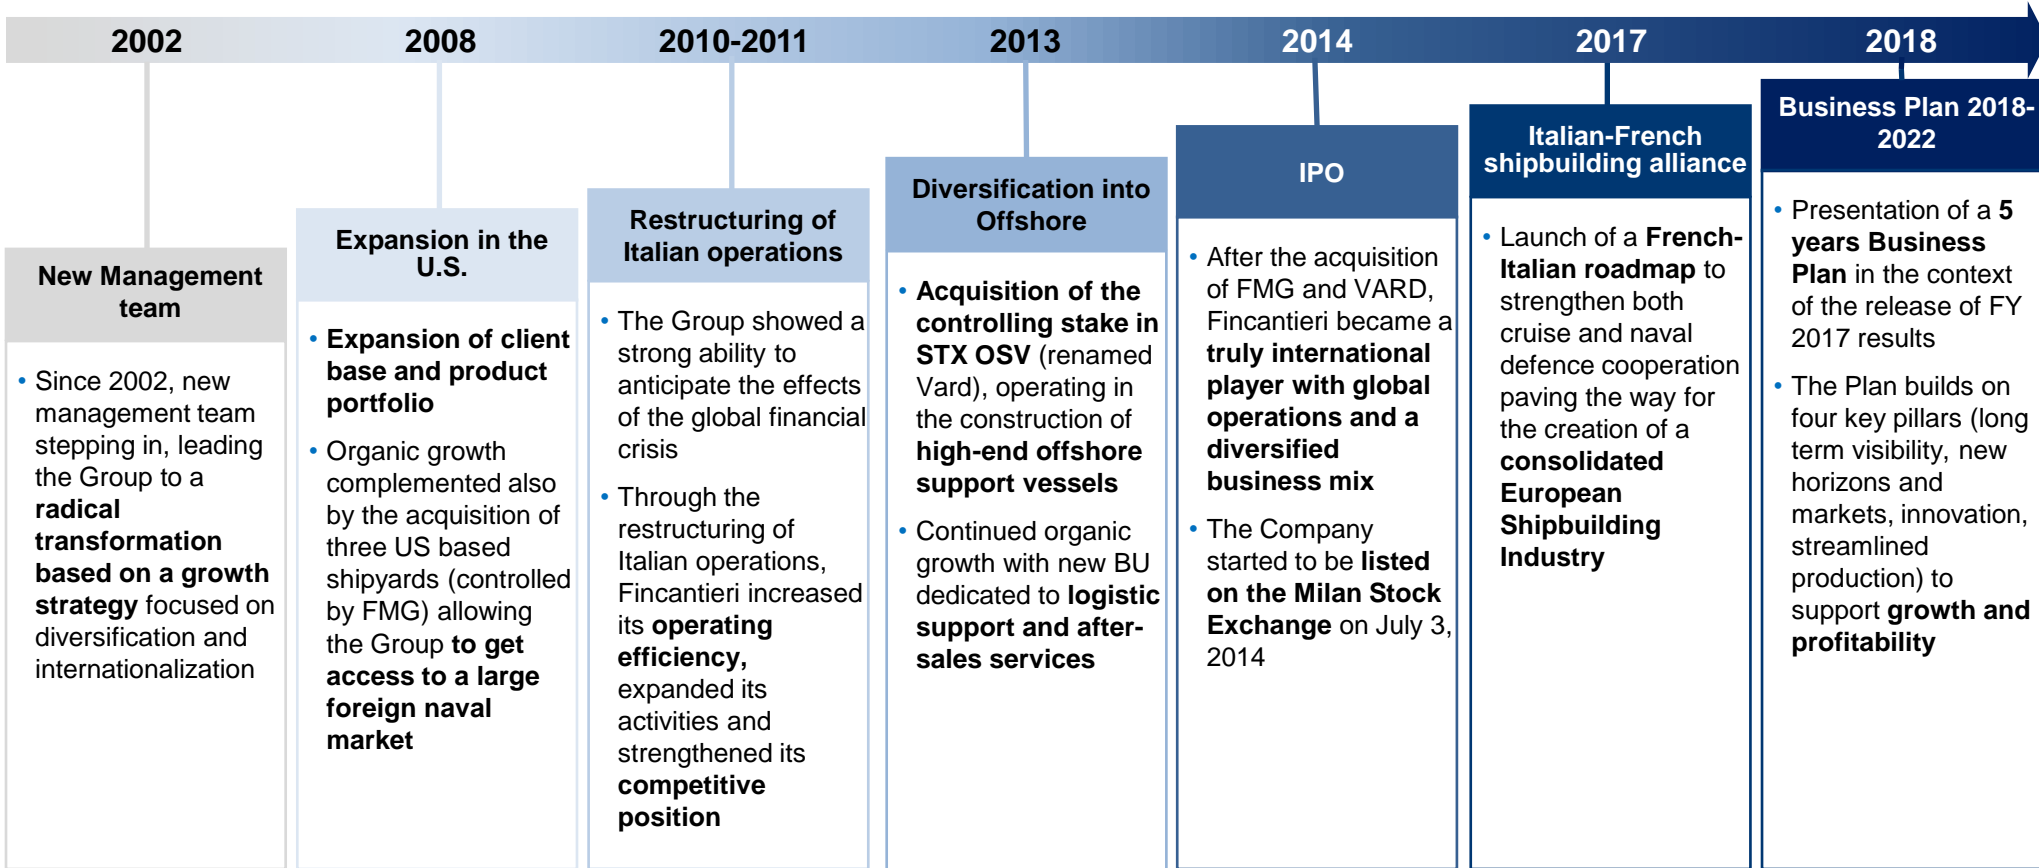 2002
2008
2010-2011
2013
2014
2017
2018
New Management
team
• Since 2002, new
management team
stepping in, leading
the Group to a
radical
transformation
based on a growth
strategy focused on
diversification and
internationalization
Expansion in the
U.S.
• Expansion of client
base and product
portfolio
• Organic growth
complemented also
by the acquisition of
three US based
shipyards (controlled
by FMG) allowing
the Group to get
access to a large
foreign naval
market
Restructuring of
Italian operations
• The Group showed a
strong ability to
anticipate the effects
of the global financial
crisis
• Through the
restructuring of
Italian operations,
Fincantieri increased
its operating
efficiency,
expanded its
activities and
strengthened its
competitive
position
Diversification into
Offshore
• Acquisition of the
controlling stake in
STX OSV (renamed
Vard), operating in
the construction of
high-end offshore
support vessels
• Continued organic
growth with new BU
dedicated to logistic
support and after-
sales services
IPO
• After the acquisition
of FMG and VARD,
Fincantieri became a
truly international
player with global
operations and a
diversified
business mix
• The Company
started to be listed
on the Milan Stock
Exchange on July 3,
2014
Italian-French
shipbuilding alliance
• Launch of a French-
Italian roadmap to
strengthen both
cruise and naval
defence cooperation
paving the way for
the creation of a
consolidated
European
Shipbuilding
Industry
Business Plan 2018-
2022
• Presentation of a 5
years Business
Plan in the context
of the release of FY
2017 results
• The Plan builds on
four key pillars (long
term visibility, new
horizons and
markets, innovation,
streamlined
production) to
support growth and
profitability